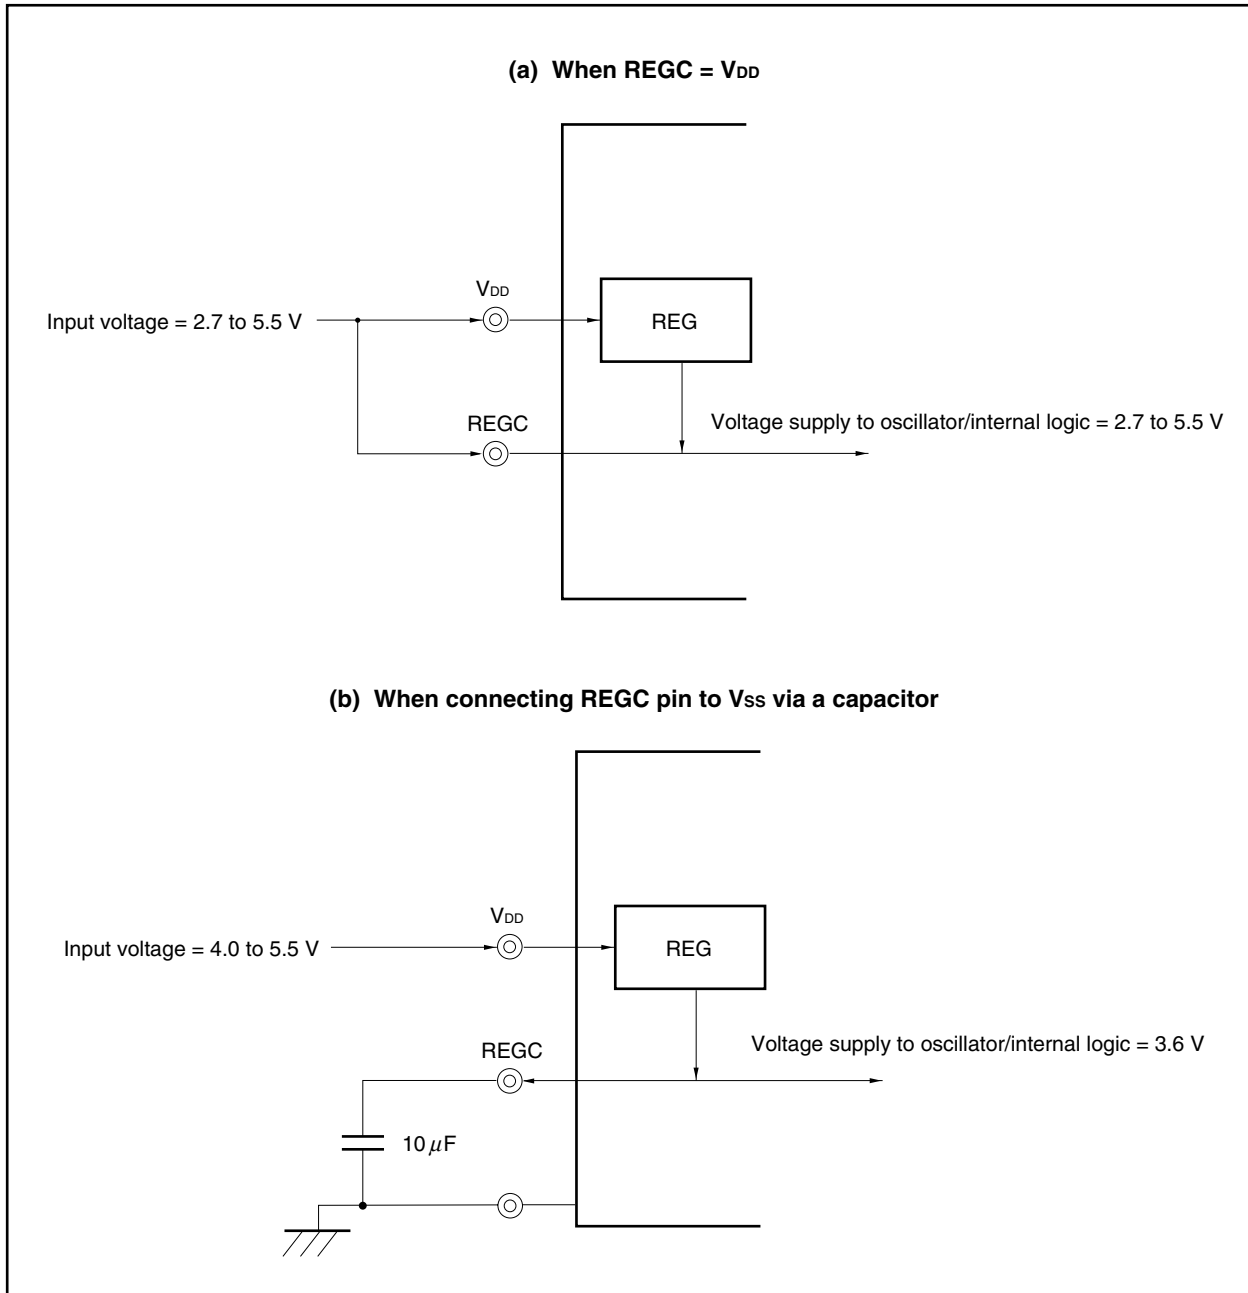 (a) When REGC = VDD
VDD
Input voltage = 2.7 to 5.5 V
REG
REGC
Voltage supply to oscillator/internal logic = 2.7 to 5.5 V
(b) When connecting REGC pin to VSS via a capacitor
VDD
Input voltage = 4.0 to 5.5 V
REG
REGC
Voltage supply to oscillator/internal logic = 3.6 V
10 μF